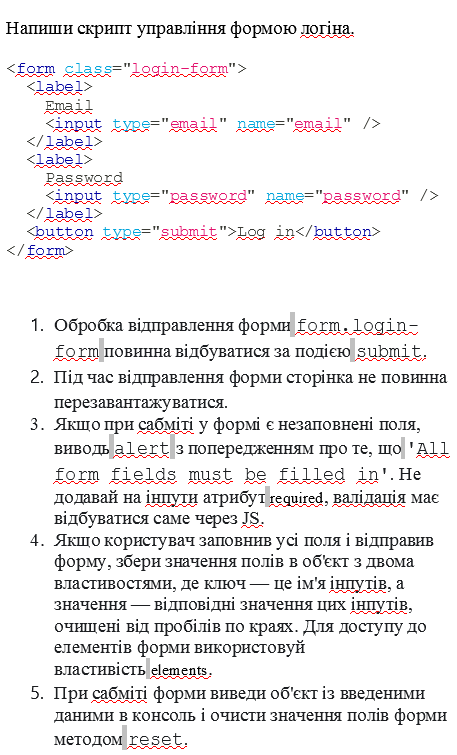 Напиши скрипт управління формою логіна.
<form class="login-form">
<label>
Email
<input type="email" name="email" />
</label>
<label>
Password
<input type="password" name="password" />
</label>
<button type="submit">Log in</button>
</form>
1. Обробка відправлення форми form.login-
form повинна відбуватися за подією submit.
2. Під час відправлення форми сторінка не повинна
перезавантажуватися.
3. Якщо при сабміті у формі є незаповнені поля,
виводь alert з попередженням про те, що 'All
form fields must be filled in'. Не
додавай на інпути атрибут required, валідація має
відбуватися саме через JS.
4. Якщо користувач заповнив усі поля і відправив
форму, збери значення полів в об'єкт з двома
властивостями, де ключ — це ім'я інпутів, а
значення — відповідні значення цих інпутів,
очищені від пробілів по краях. Для доступу до
елементів форми використовуй
властивість elements.
5. При сабміті форми виведи об'єкт із введеними
даними в консоль і очисти значення полів форми
методом reset.